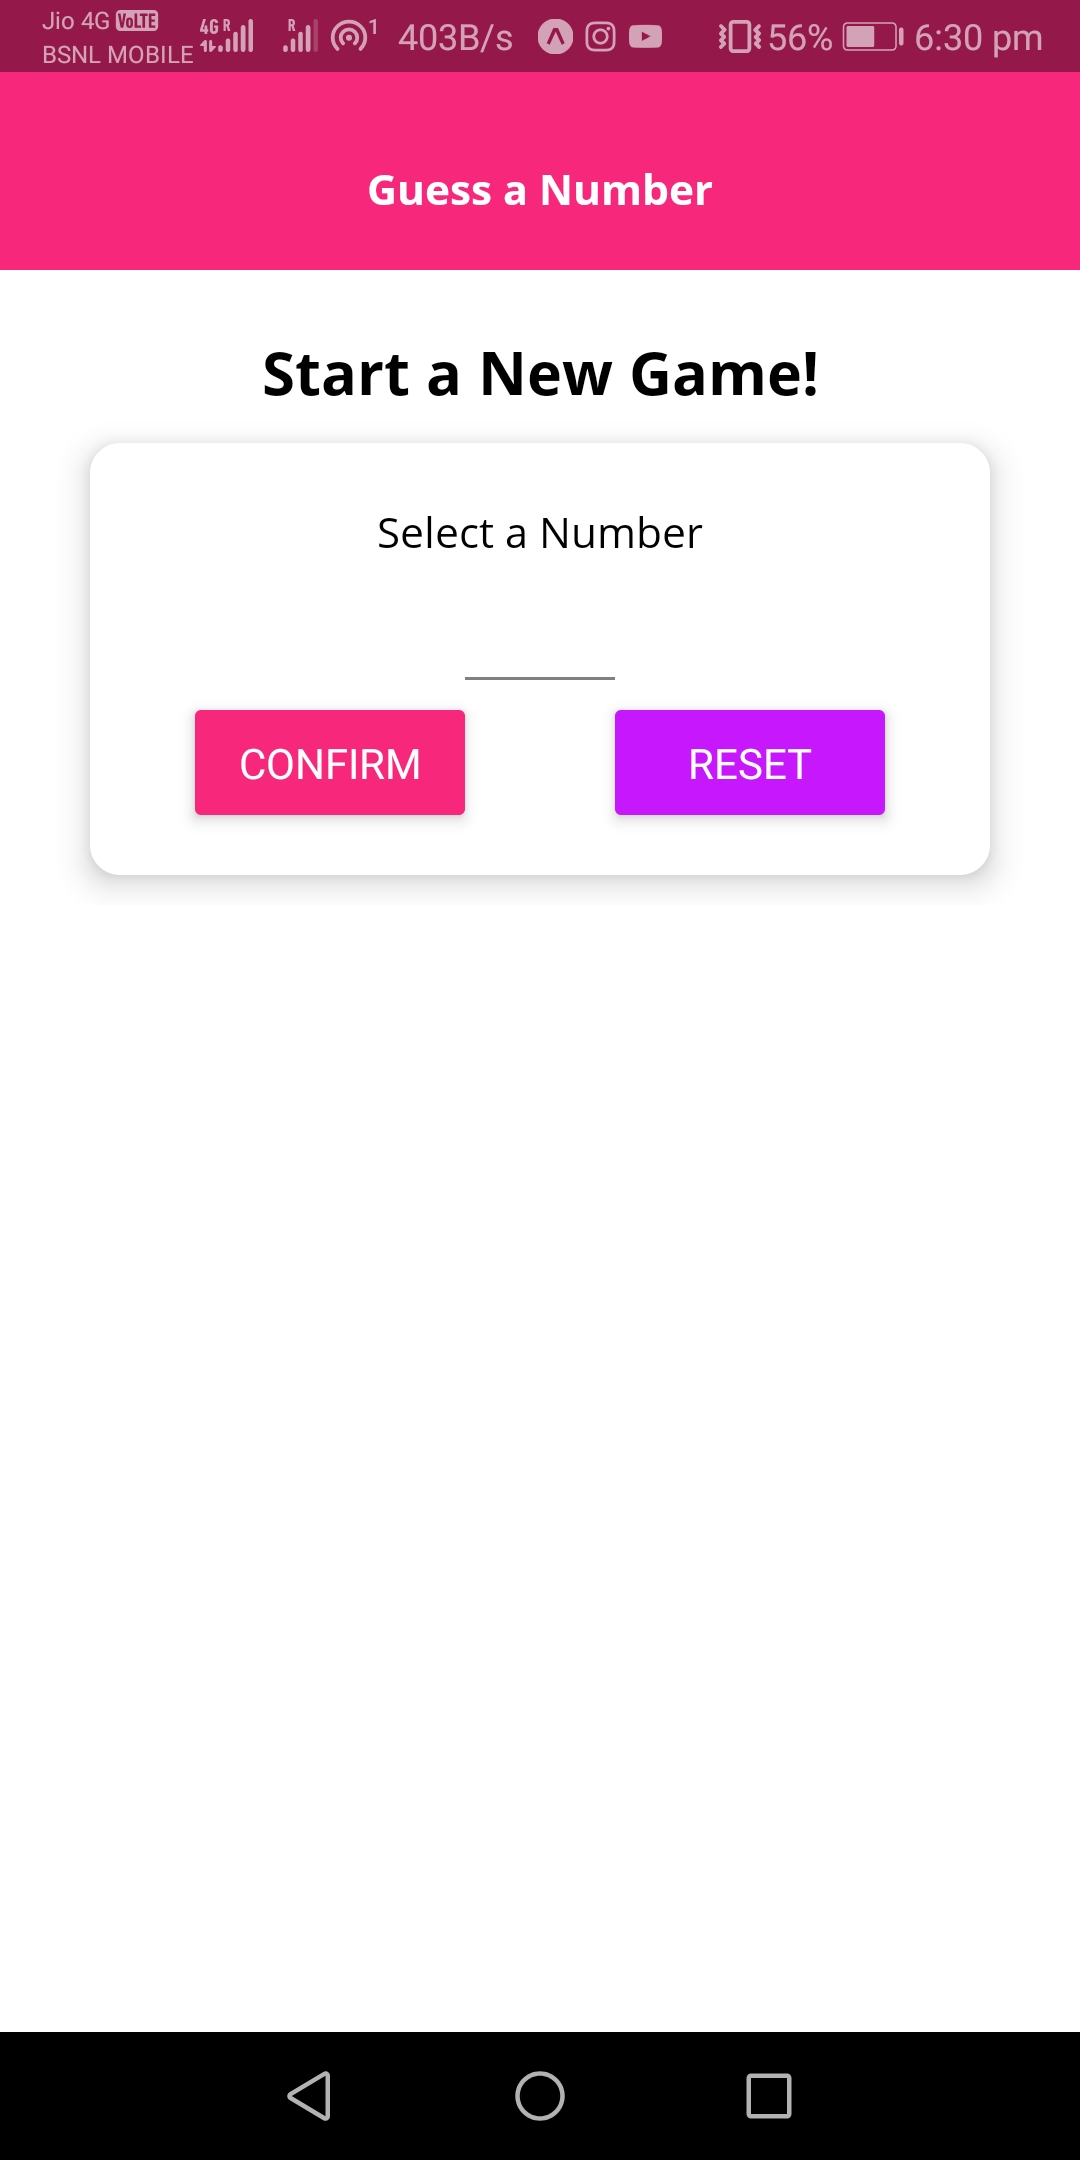 Jio 4G VoLTE
BSNL MOBILE
4G R R 1 403B/s 56% 6:30 pm
Guess a Number
Start a New Game!
Select a Number
CONFIRM RESET